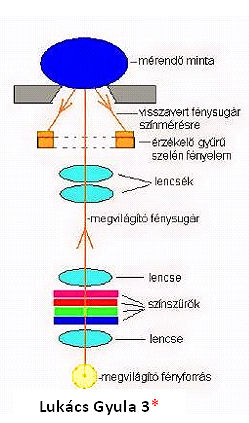 mérendő minta
visszavert fénysugár
színmérésre
érzékelő gyűrű
szelén fényelem
lencsék
megvilágító fénysugár
lencse
színszűrők
lencse
megvilágító fényforrás
Lukács Gyula 3*